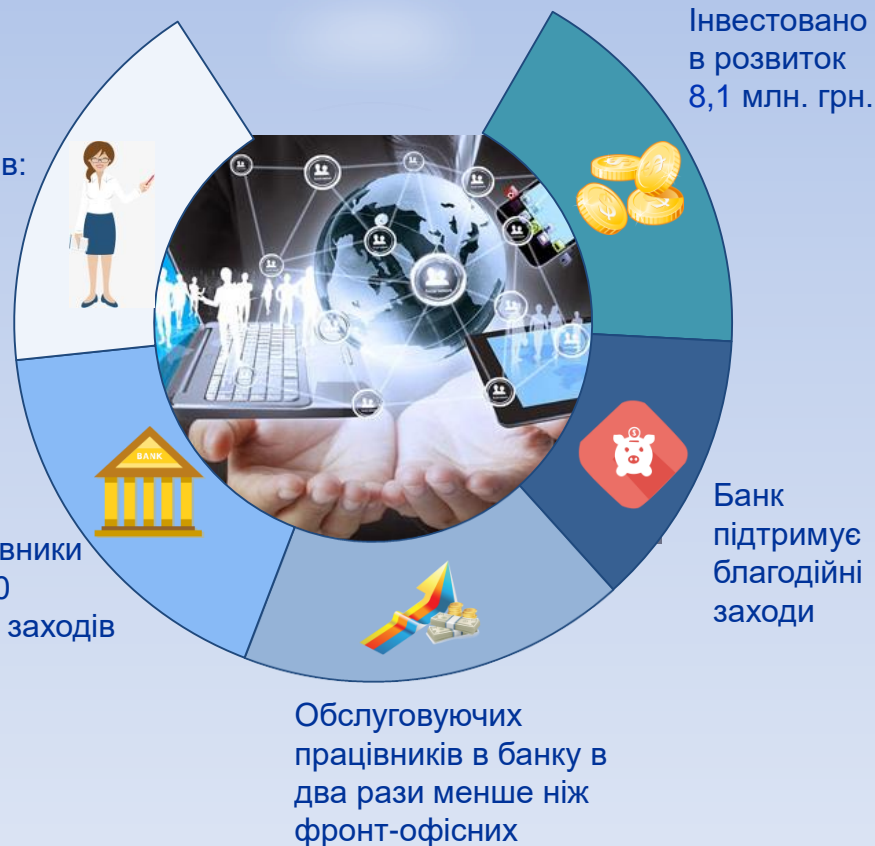 Інвестовано
в розвиток
8,1 млн. грн.
в:
BANK
вники
0
заходів
Банк
підтримує
благодійні
заходи
Обслуговуючих
працівників в банку в
два рази менше ніж
фронт-офісних